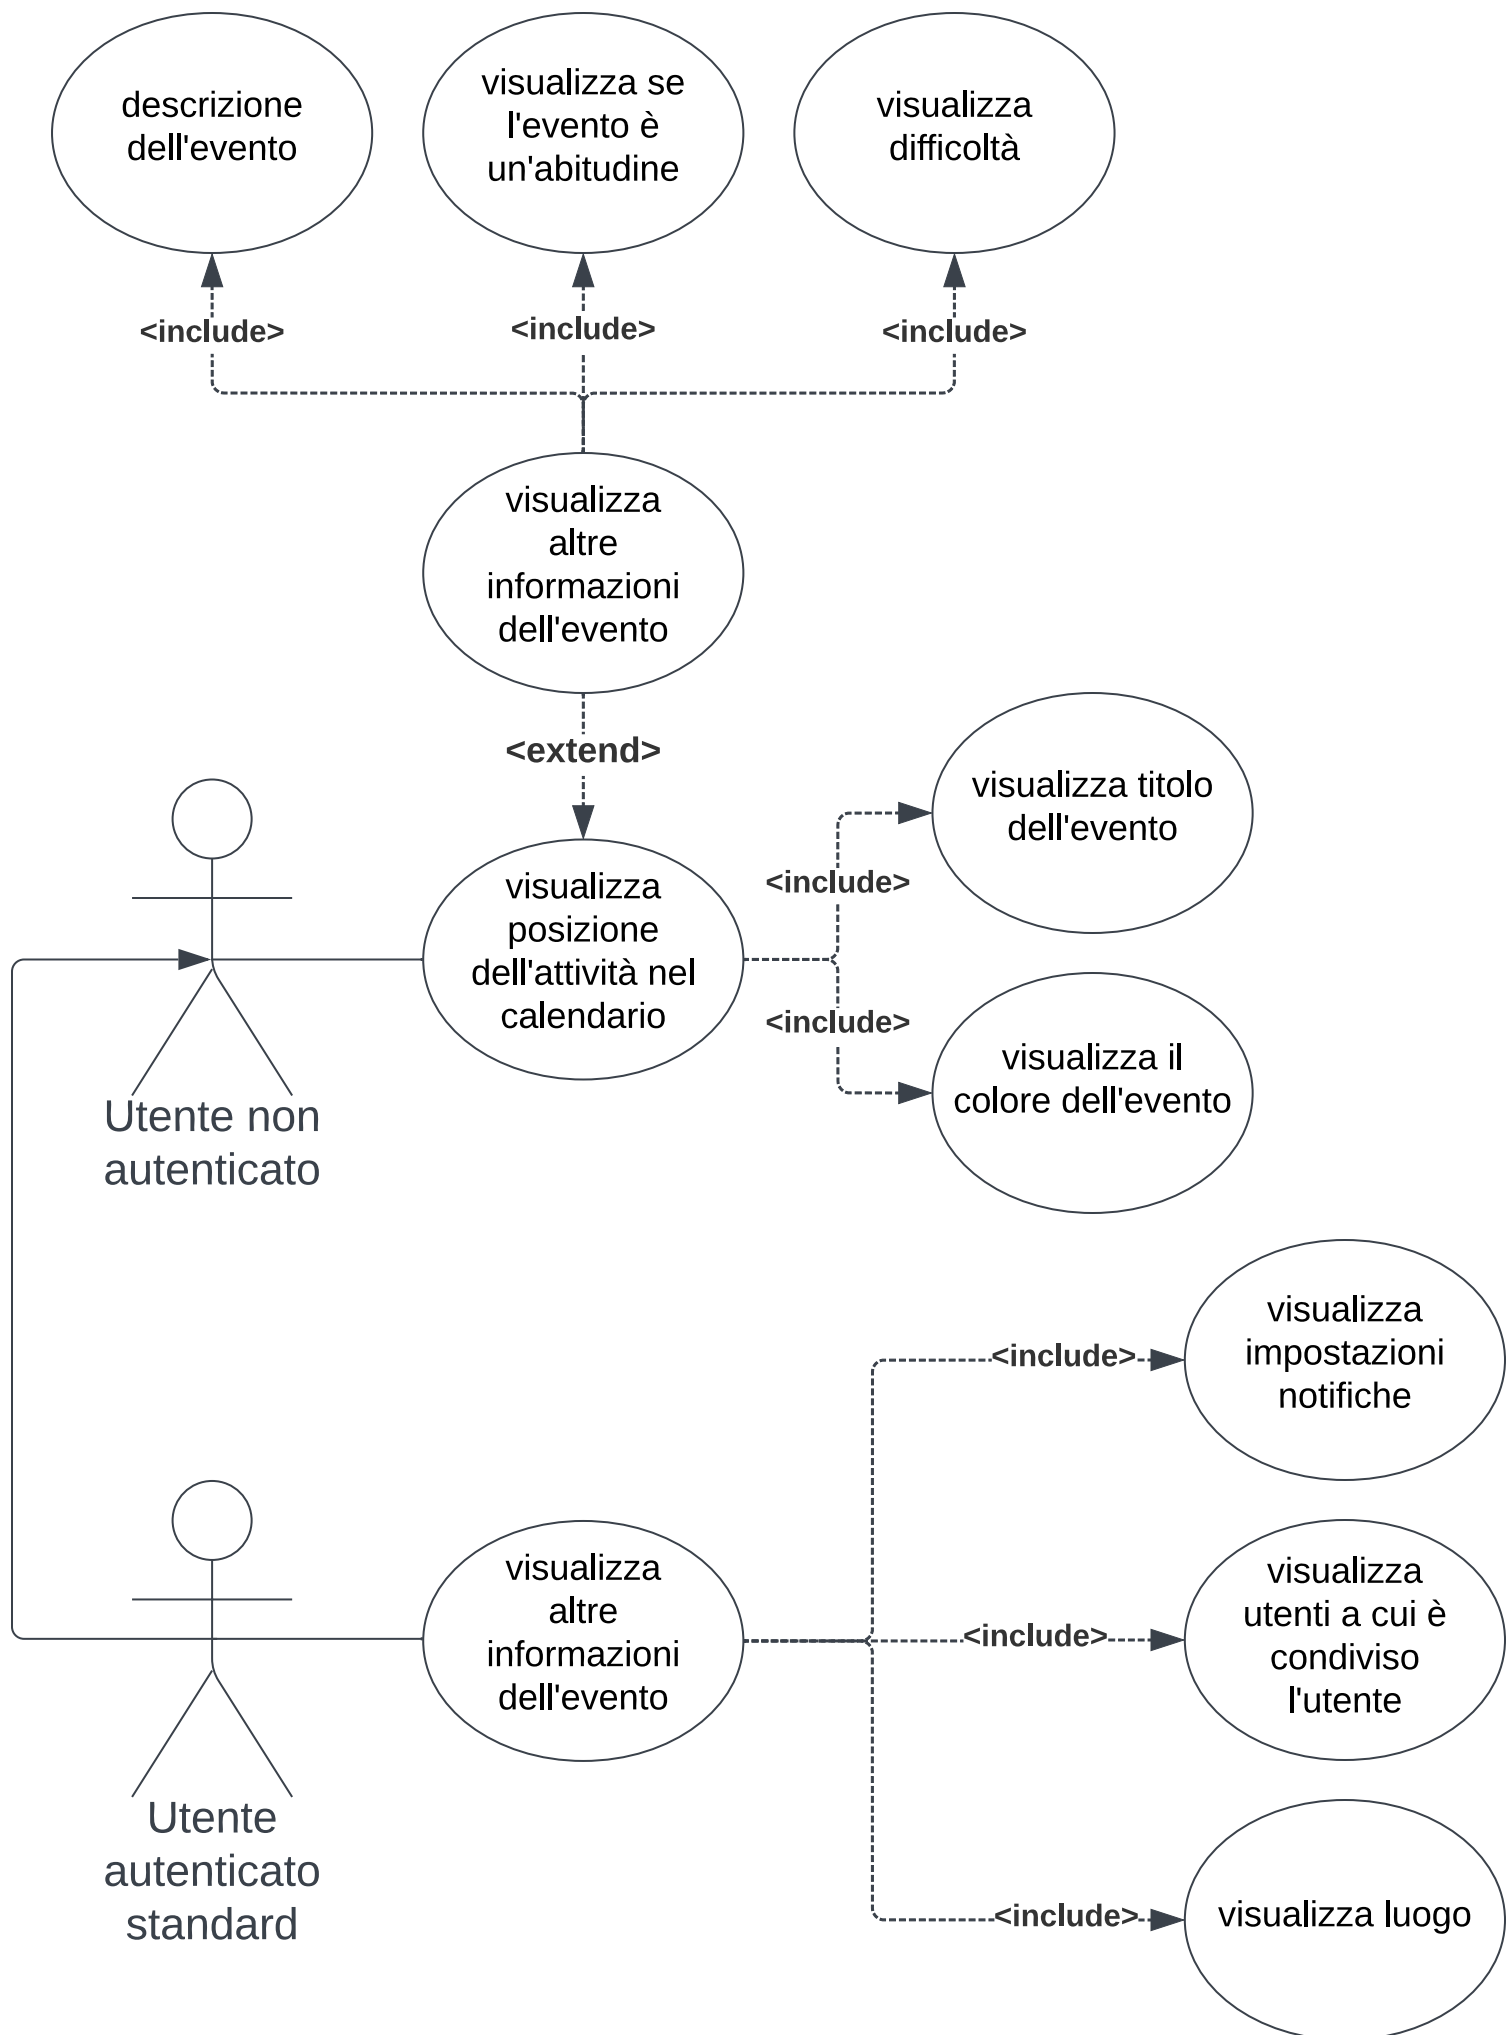 descrizione
dell'evento
visualizza se
l'evento è
un'abitudine
visualizza
difficoltà
<include>
<include>
<include>
visualizza
altre
informazioni
dell'evento
<extend>
visualizza titolo
dell'evento
<include>
visualizza
posizione
dell'attività nel
calendario
<include>
visualizza il
colore dell'evento
Utente non
autenticato
visualizza
impostazioni
notifiche
<include>
visualizza
altre
informazioni
dell'evento
<include>
visualizza
utenti a cui è
condiviso
l'utente
Utente
autenticato
standard
<include>
visualizza luogo